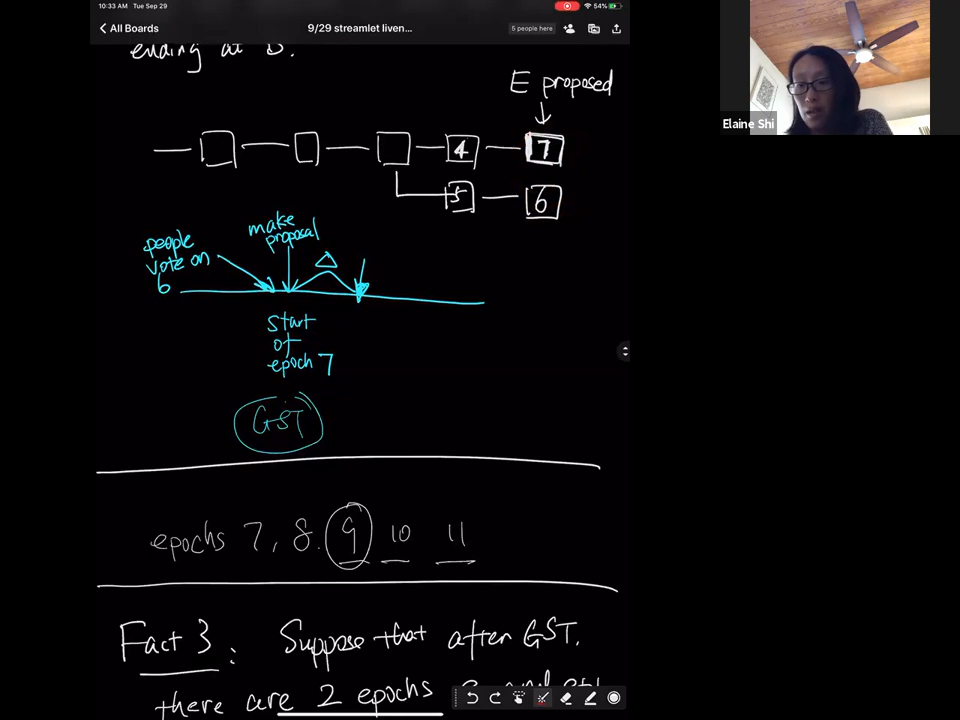 10:33 AM Tue Sep 29
54%
All Boards
9/29 streamlet liven...
5 people here
ending at
E proposed
4
7
5
6
people
vote on
6
make
proposal
Δ
start
of
epoch 7
GST
epochs 7, 8. 9 10 11
Fact 3 : Suppose that after GST.
there are 2 epochs
Elaine Shi